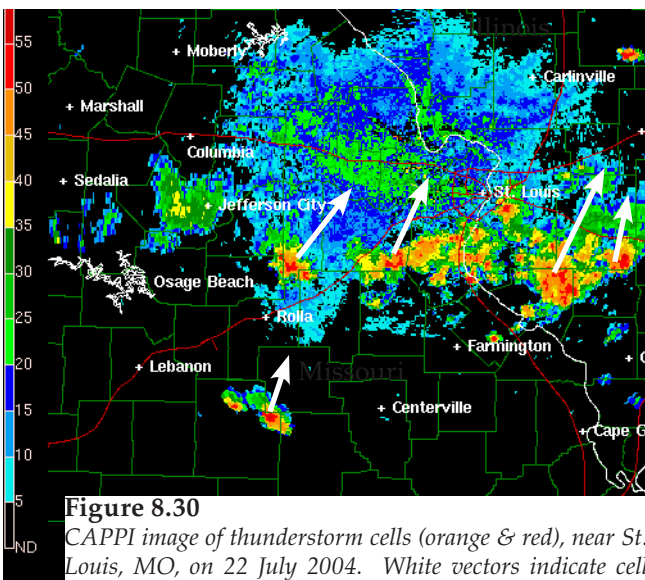 55
50
45
40
35
30
25
20
15
10
5
ND
Illinois
+ Moberly
+ Carlinville
+ Marshall
+
Columbia
+ Sedalia
+ St. Louis
+ Jefferson City
Osage Beach
+
+ Rolla
+ Farmington
+ Lebanon
Missouri
+ Centerville
+ Cape G
Figure 8.30
CAPPI image of thunderstorm cells (orange & red), near St.
Louis, MO, on 22 July 2004. White vectors indicate cell